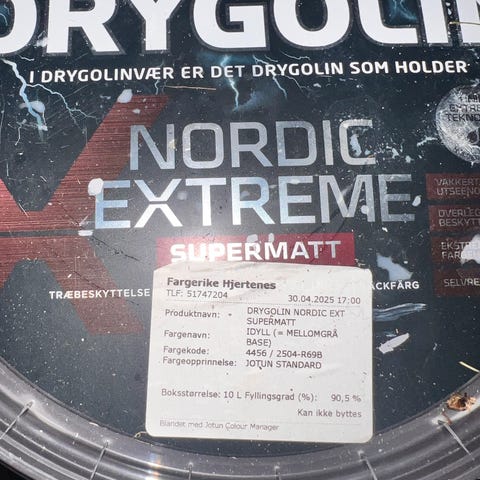 DRYGOLIN
I DRYGOLINVÆR ER DET DRYGOLIN SOM HOLDER
NORDIC
EXTREME
SUPERMATT
TRÆBESKYTTELSE
Fargerike Hjertenes
TLF: 51747204 30.04.2025 17:00
Produktnavn: DRYGOLIN NORDIC EXT
SUPERMATT
Fargenavn: IDYLL (= MELLOMGRÅ
BASE)
Fargekode: 4456 / 2504-R69B
Fargeopprinnelse: JOTUN STANDARD
Boksstørrelse: 10 L Fyllingsgrad (%): 90,5 %
Kan ikke byttes
Blandet med Jotun Colour Manager